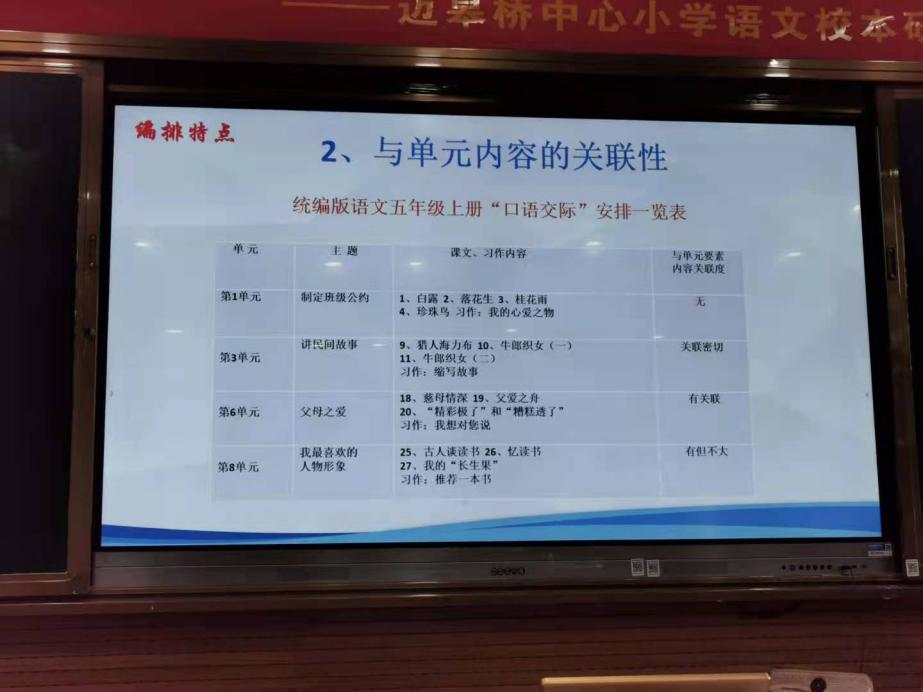 ——迈皋桥中心小学语文校本研
编排特点
2、与单元内容的关联性
统编版语文五年级上册“口语交际”安排一览表
单元 主题 课文、习作内容 与单元要素
内容关联度
第1单元 制定班级公约 1、白露 2、落花生 3、桂花雨 无
4、珍珠鸟 习作：我的心爱之物
第3单元 讲民间故事 9、猎人海力布 10、牛郎织女（一） 关联密切
11、牛郎织女（二）
习作：缩写故事
第6单元 父母之爱 18、慈母情深 19、父爱之舟 有关联
20、“精彩极了”和“糟糕透了”
习作：我想对您说
第8单元 我最喜欢的 25、古人谈读书 26、忆读书 有但不大
人物形象 27、我的“长生果”
习作：推荐一本书
seewo